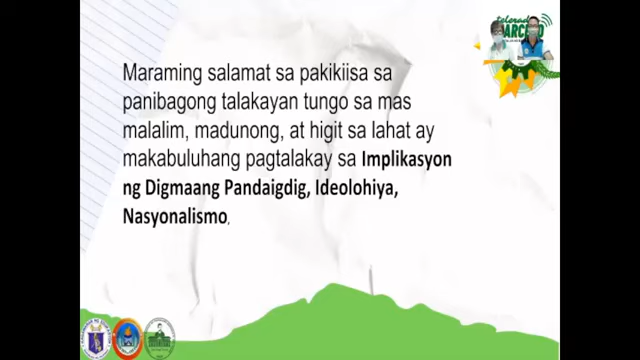 Maraming salamat sa pakikiisa sa
panibagong talakayan tungo sa mas
malalim, madunong, at higit sa lahat ay
makabuluhang pagtalakay sa Implikasyon
ng Digmaang Pandaigdig, Ideolohiya,
Nasyonalismo,